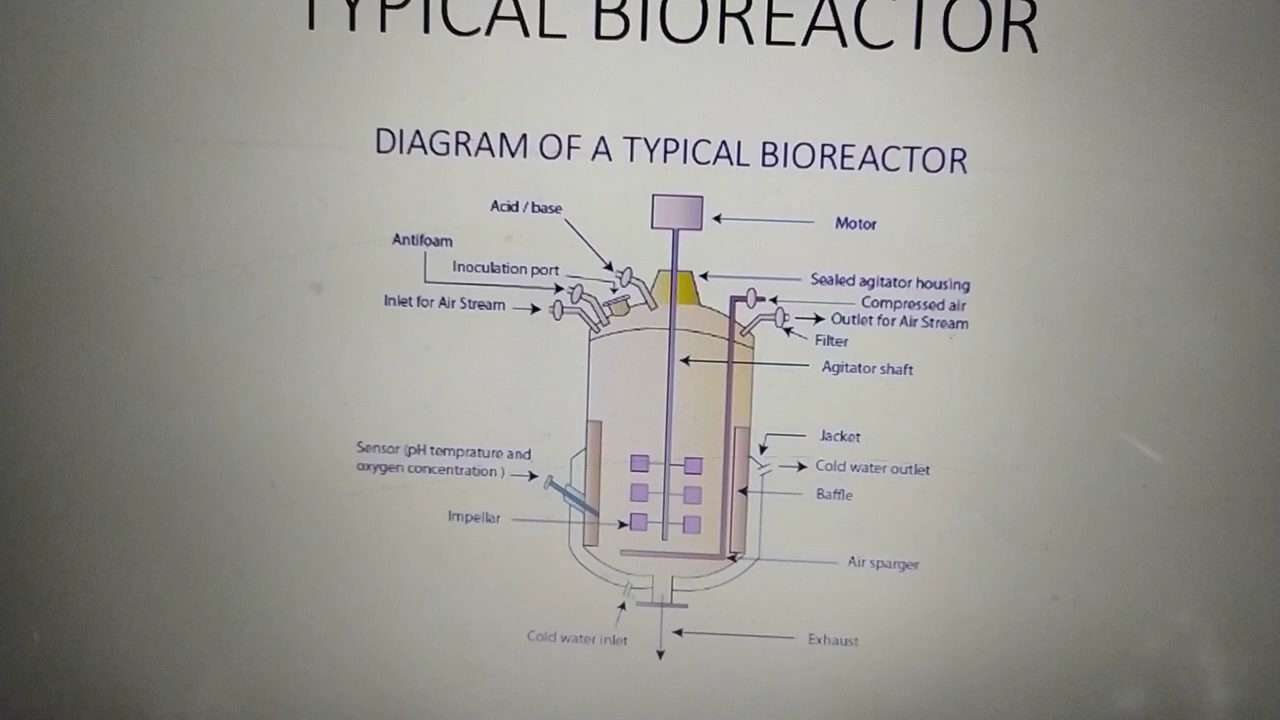 TYPICAL BIOREACTOR
DIAGRAM OF A TYPICAL BIOREACTOR
Acid / base
Motor
Antifoam
Inoculation port
Sealed agitator housing
Inlet for Air Stream
Compressed air
Outlet for Air Stream
Filter
Agitator shaft
Jacket
Sensor (pH temprature and
oxygen concentration )
Cold water outlet
Baffle
Impellar
Air sparger
Cold water inlet
Exhaust